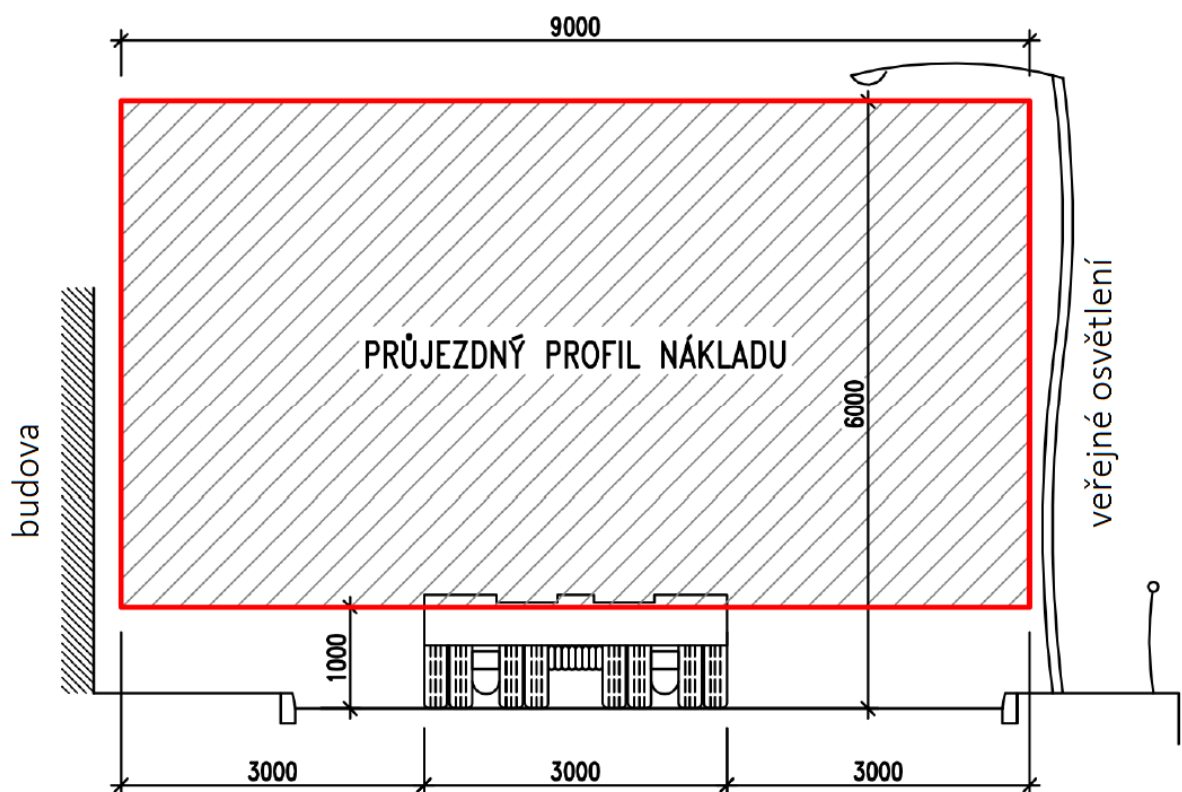 9000
PRŮJEZDNÝ PROFIL NÁKLADU
budova
6000
veřejné osvětlení
1000
3000
3000
3000